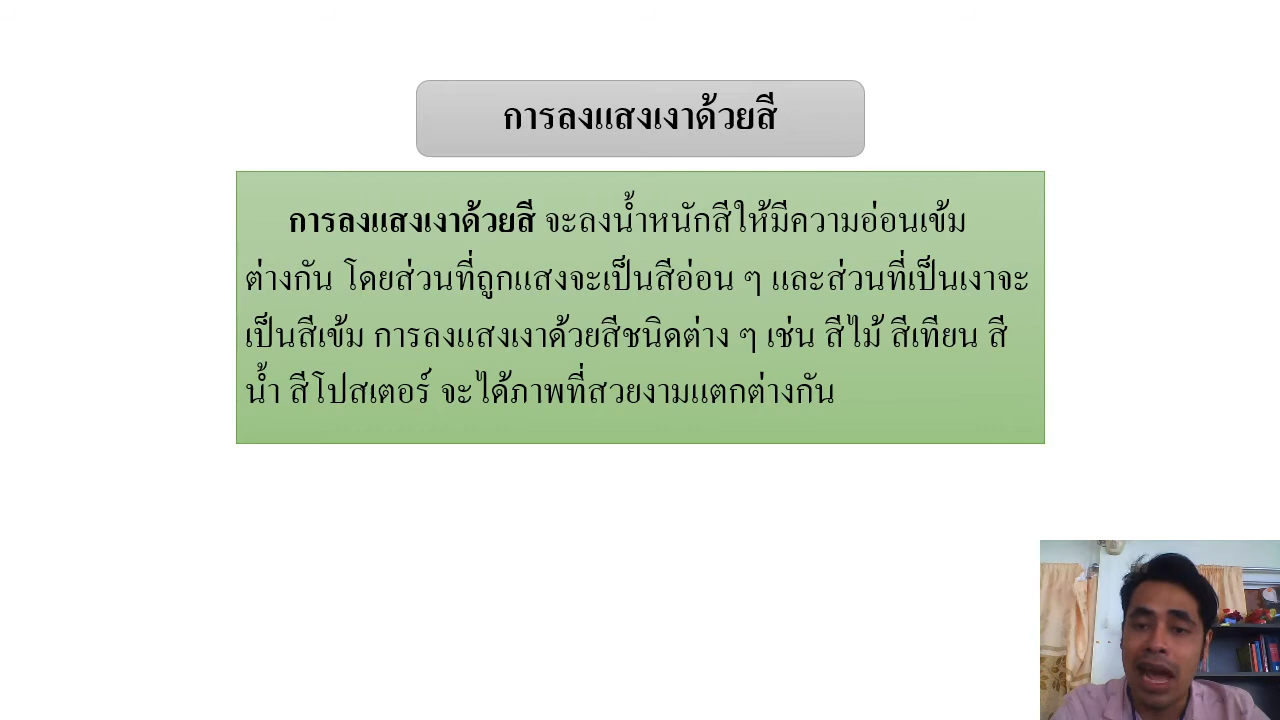 การลงแสงเงาด้วยสี
การลงแสงเงาด้วยสี จะลงน้ำหนักสีให้มีความอ่อนเข้ม
ต่างกัน โดยส่วนที่ถูกแสงจะเป็นสีอ่อน ๆ และส่วนที่เป็นเงาจะ
เป็นสีเข้ม การลงแสงเงาด้วยสีชนิดต่าง ๆ เช่น สีไม้ สีเทียน สี
น้ำ สีโปสเตอร์ จะได้ภาพที่สวยงามแตกต่างกัน